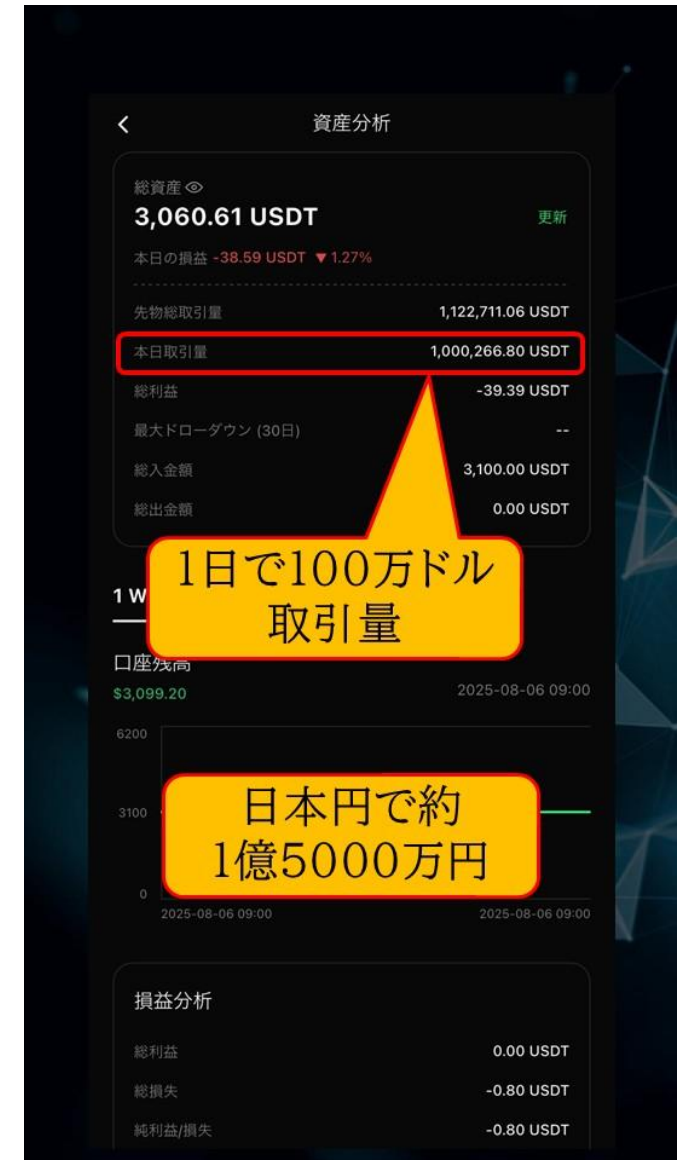 資産分析
総資産
3,060.61 USDT
更新
本日の損益 -38.59 USDT ▼1.27%
先物総取引量 1,122,711.06 USDT
本日取引量 1,000,266.80 USDT
総利益 -39.39 USDT
最大ドローダウン (30日) --
総入金額 3,100.00 USDT
総出金額 0.00 USDT
1日で100万ドル
取引量
1 W
口座残高
$3,099.20 2025-08-06 09:00
6200
日本円で約
3100
1億5000万円
0
2025-08-06 09:00 2025-08-06 09:00
損益分析
総利益 0.00 USDT
総損失 -0.80 USDT
純利益/損失 -0.80 USDT